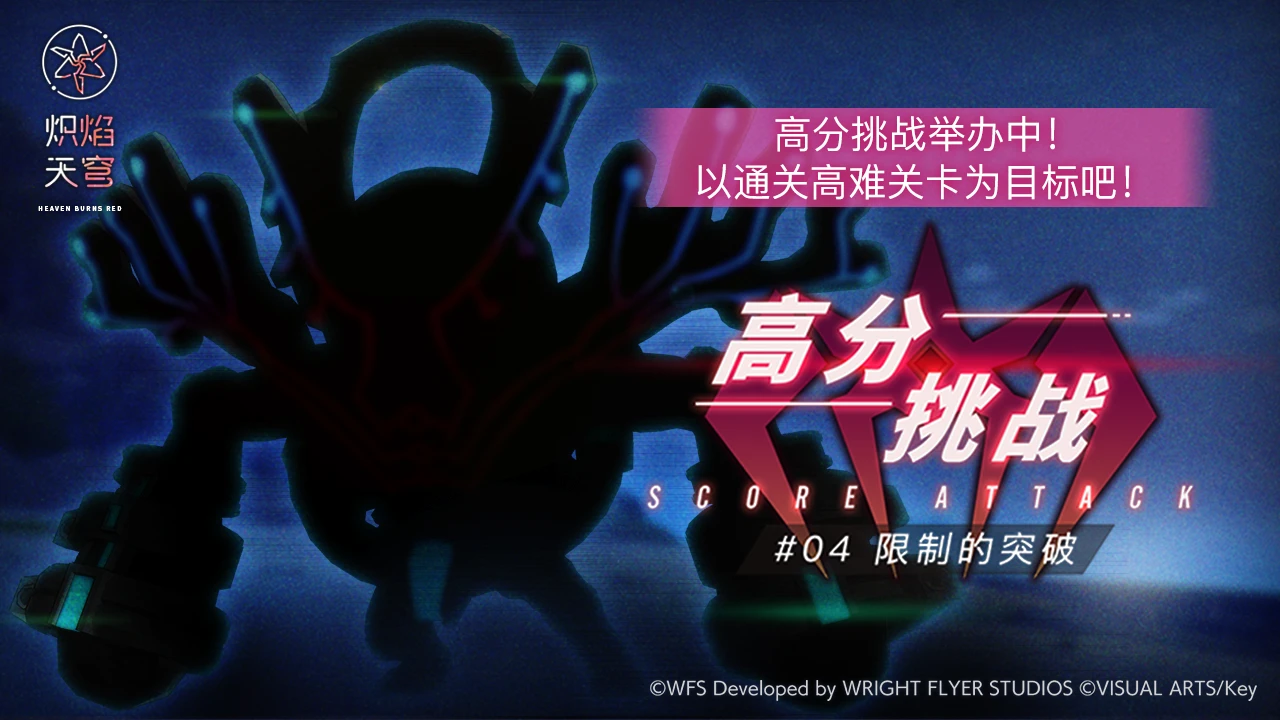 炽焰
天穹
HEAVEN BURNS RED
高分挑战举办中！
以通关高难关卡为目标吧！
高分
挑战
SCORE ATTACK
#04 限制的突破
©WFS Developed by WRIGHT FLYER STUDIOS ©VISUAL ARTS/Key